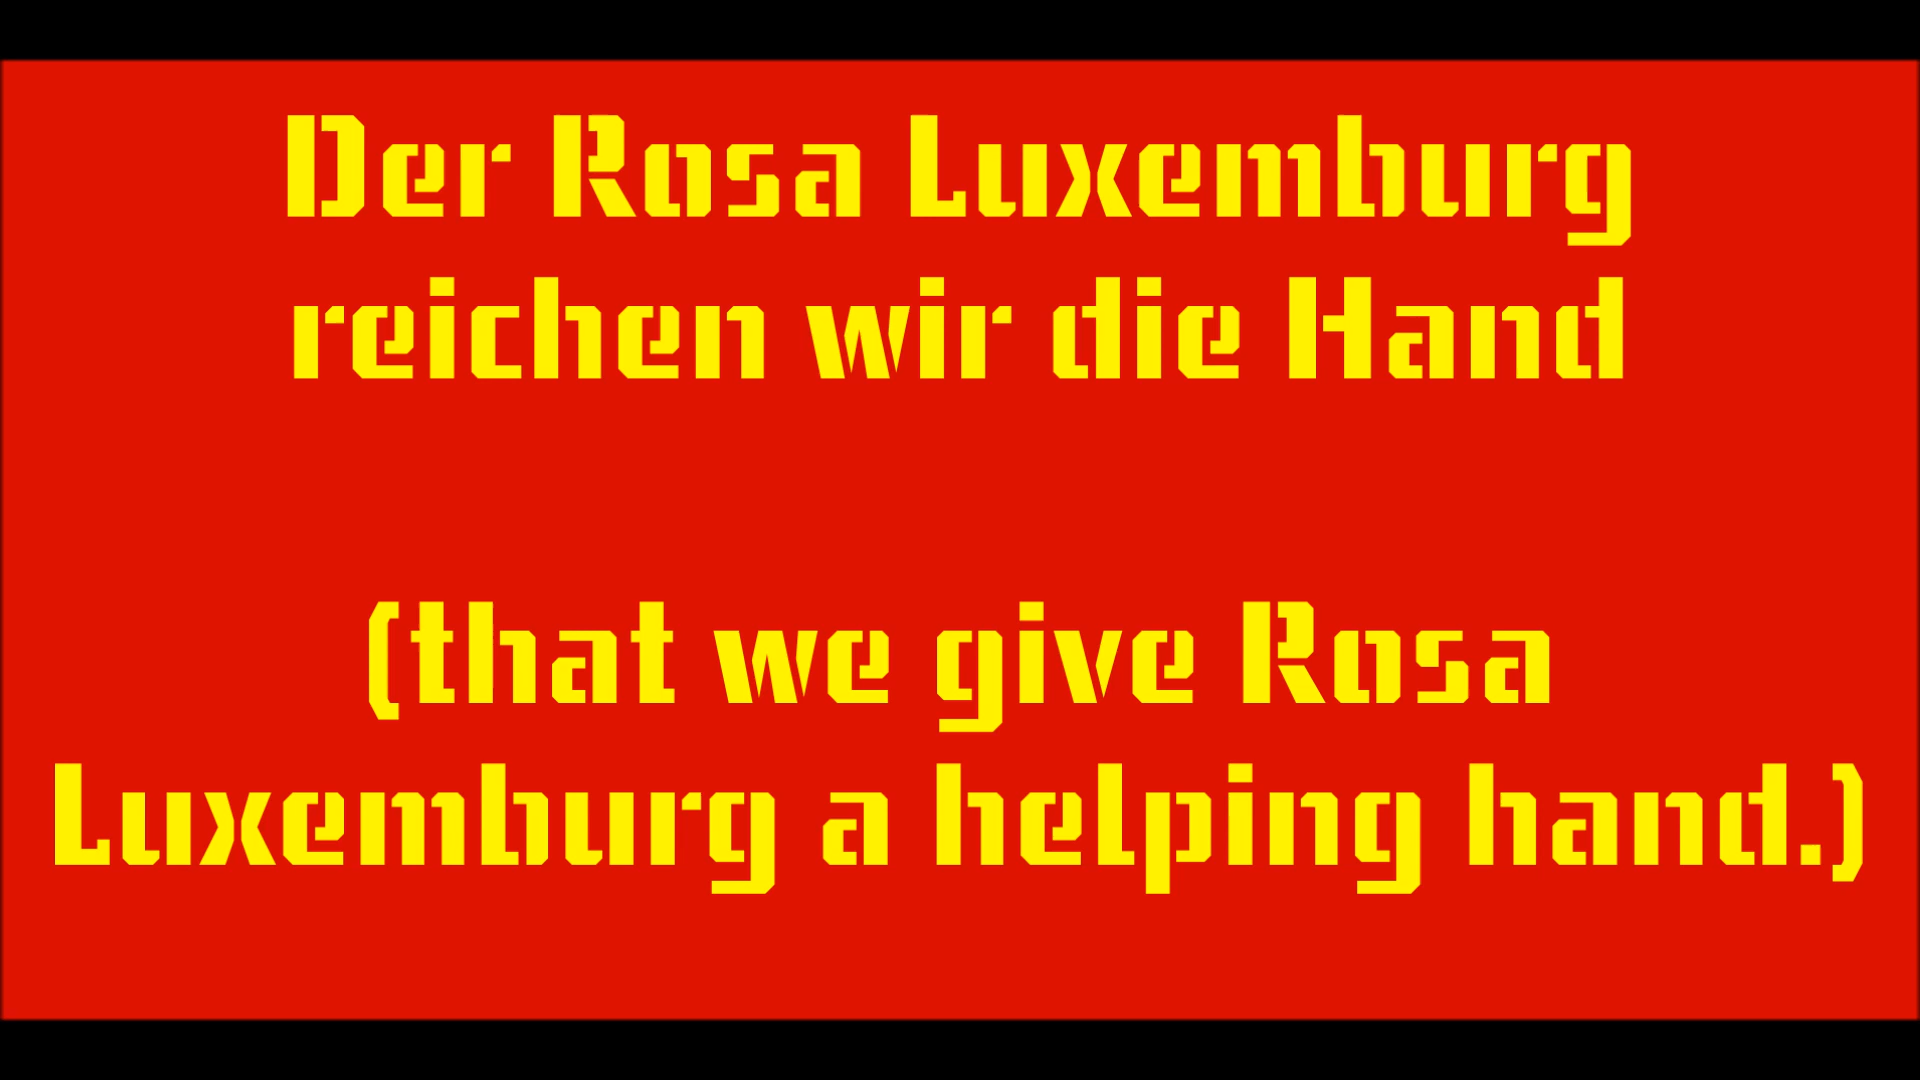 Der Rosa Luxemburg
reichen wir die Hand
(that we give Rosa
Luxemburg a helping hand.)